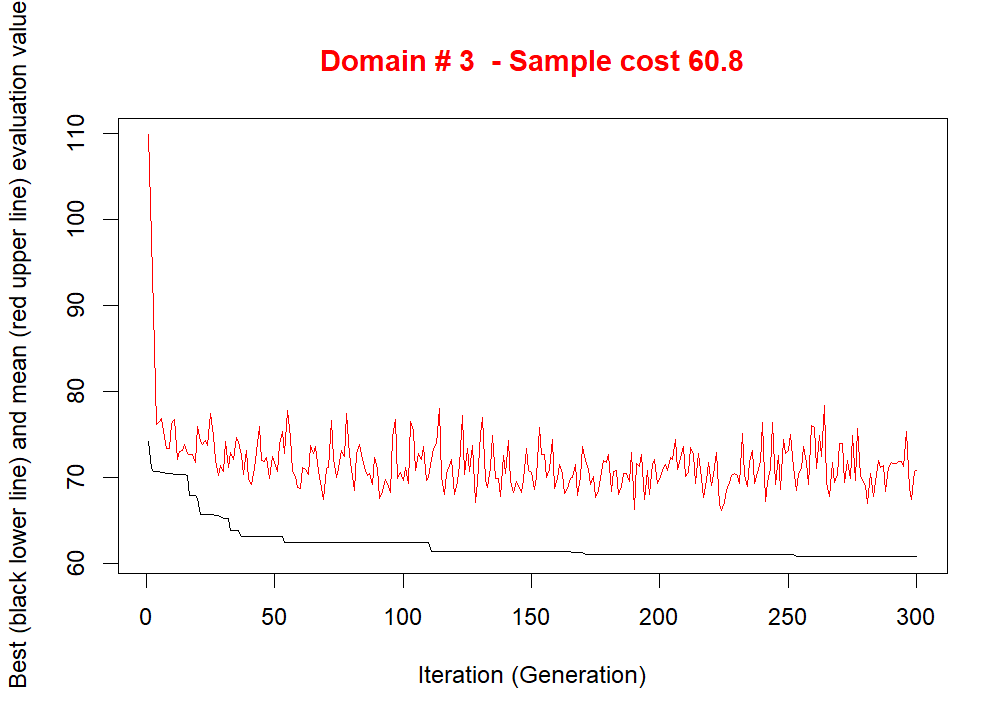 Domain # 3  - Sample cost 60.8
Best (black lower line) and mean (red upper line) evaluation value
110
100
90
80
70
60
0 50 100 150 200 250 300
Iteration (Generation)